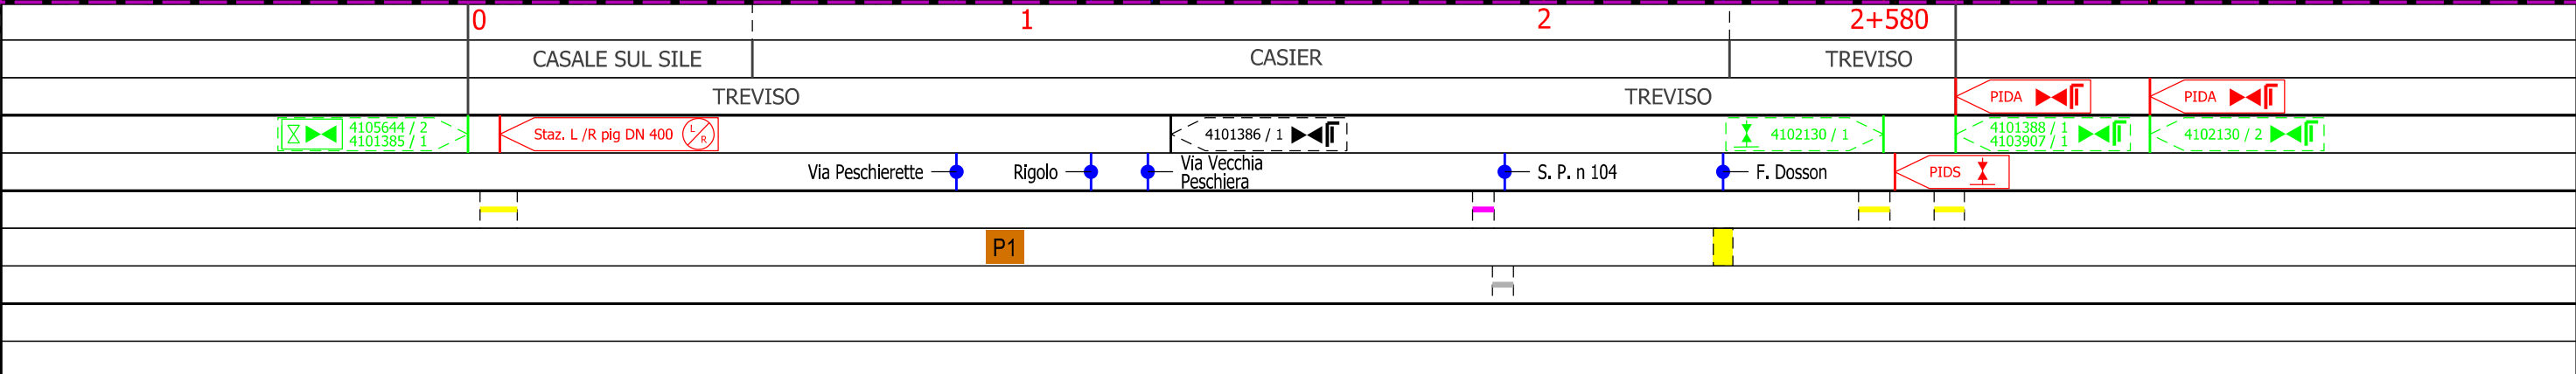 0 1 2 2+580
CASALE SUL SILE CASIER TREVISO
TREVISO TREVISO PIDA PIDA
4105644 / 2
4101385 / 1
Staz. L /R pig DN 400 L/R
4101386 / 1
4102130 / 1
4101388 / 1
4103907 / 1
4102130 / 2
Via Peschierette
Rigolo
Via Vecchia
Peschiera
S. P. n 104
F. Dosson
PIDS
P1